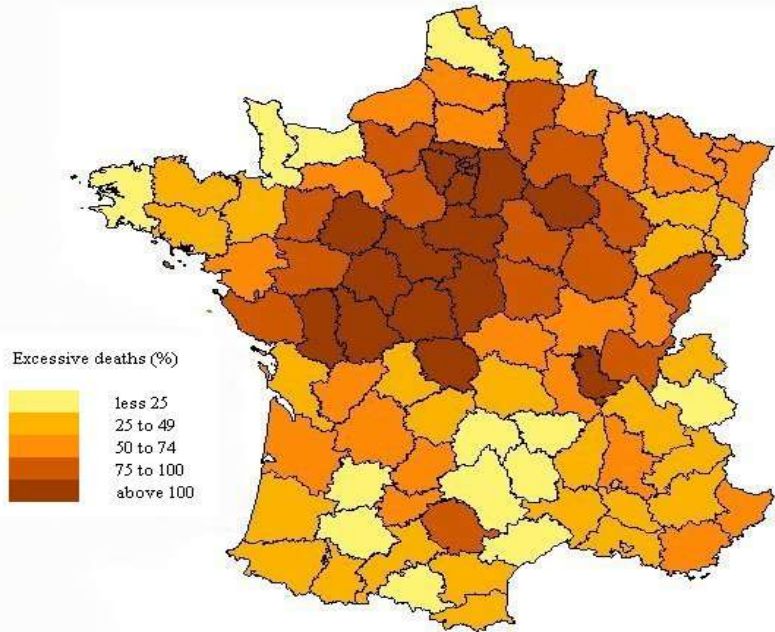 Excessive deaths (%)
less 25
25 to 49
50 to 74
75 to 100
above 100